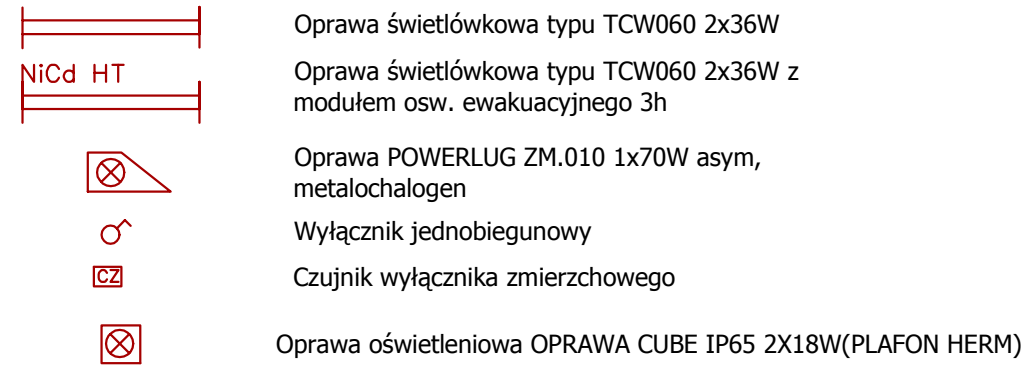 Oprawa świetlówkowa typu TCW060 2x36W
NiCd HT
Oprawa świetlówkowa typu TCW060 2x36W z
modułem osw. ewakuacyjnego 3h
Oprawa POWERLUG ZM.010 1x70W asym,
metalochalogen
Wyłącznik jednobiegunowy
CZ
Czujnik wyłącznika zmierzchowego
Oprawa oświetleniowa OPRAWA CUBE IP65 2X18W(PLAFON HERM)